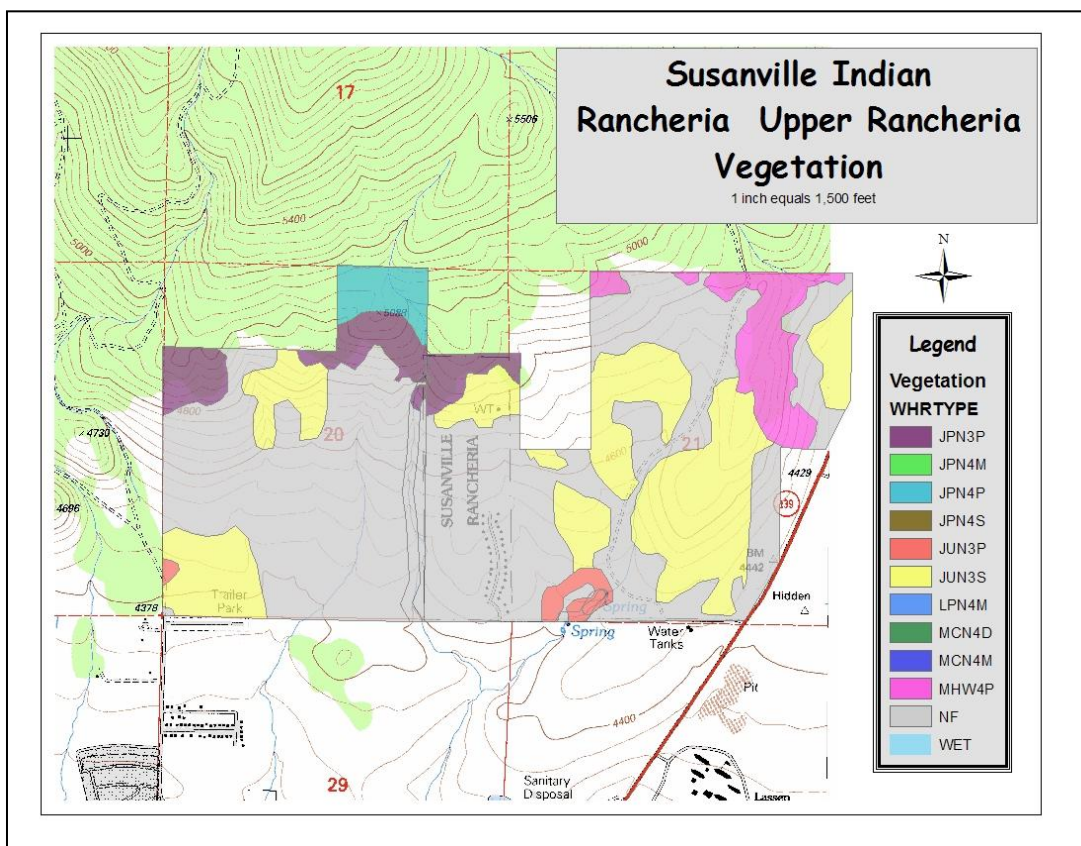 Susanville Indian
Rancheria Upper Rancheria
Vegetation
1 inch equals 1,500 feet
17
5506
5400
5000
5000
N
5088
4800
WT
20
21
4730
4600
4696
SUSANVILLE
RANCHERIA
4429
139
BM
4442
Trailer
Park
4378
Hidden
Spring
Spring
Water
Tanks
Pit
4400
29
Sanitary
Disposal
Lassen
Legend
Vegetation
WHRTYPE
JPN3P
JPN4M
JPN4P
JPN4S
JUN3P
JUN3S
LPN4M
MCN4D
MCN4M
MHW4P
NF
WET